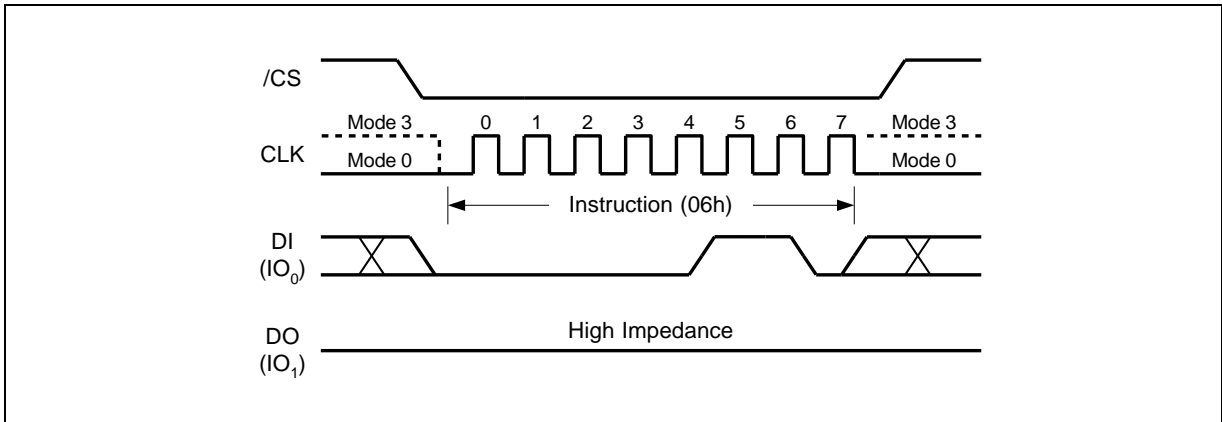 /CS
Mode 3 0 1 2 3 4 5 6 7 Mode 3
CLK
Mode 0 Mode 0
Instruction (06h)
DI
(IO0)
High Impedance
DO
(IO1)